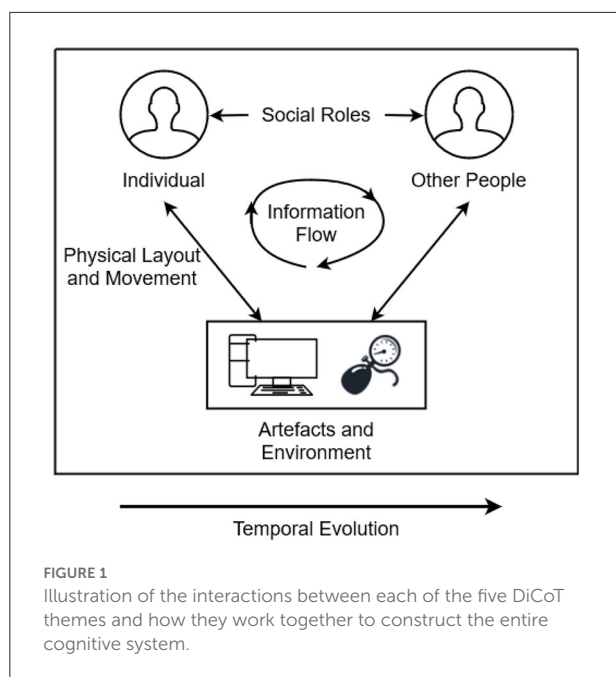 Social Roles
Individual
Other People
Information
Flow
Physical Layout
and Movement
Artefacts and
Environment
Temporal Evolution
FIGURE 1
Illustration of the interactions between each of the five DiCoT
themes and how they work together to construct the entire
cognitive system.